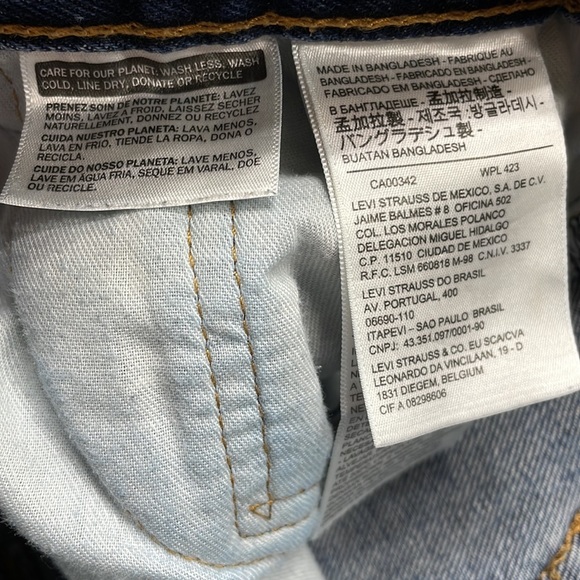 CARE FOR OUR PLANET: WASH LESS, WASH
COLD, LINE DRY, DONATE OR RECYCLE
PRENEZ SOIN DE NOTRE PLANETE: LAVEZ
MOINS, LAVEZ A FROID, LAISSEZ SECHER
NATURELLEMENT, DONNEZ OU RECYCLEZ
CUIDA NUESTRO PLANETA: LAVA MENOS,
LAVA EN FRIO, TIENDE LA ROPA, DONA O
RECICLA.
CUIDE DO NOSSO PLANETA: LAVE MENOS,
LAVE EM ÁGUA FRIA, SEQUE EM VARAL, DOE
OU RECICLE.
MADE IN BANGLADESH - FABRIQUE AU
BANGLADESH - FABRICADO EN BANGLADESH -
FABRICADO EM BANGLADESH - СДЕЛАНО
В БАНГЛАДЕШЕ - 孟加拉制造 -
孟加拉製 - 제조국 :방글라데시 -
バングラデシュ製 -
BUATAN BANGLADESH
CA00342 WPL 423
LEVI STRAUSS DE MEXICO, S.A. DE C.V.
JAIME BALMES # 8 OFICINA 502
COL. LOS MORALES POLANCO
DELEGACION MIGUEL HIDALGO
C.P. 11510 CIUDAD DE MEXICO
R.F.C. LSM 660818 M-98 C.N.I.V. 3337
LEVI STRAUSS DO BRASIL
AV. PORTUGAL, 400
06690-110
ITAPEVI - SAO PAULO BRASIL
CNPJ: 43.351.097/0001-90
LEVI STRAUSS & CO. EU SCA/CVA
LEONARDO DA VINCILAAN, 19 - D
1831 DIEGEM, BELGIUM
CIF A 08298606